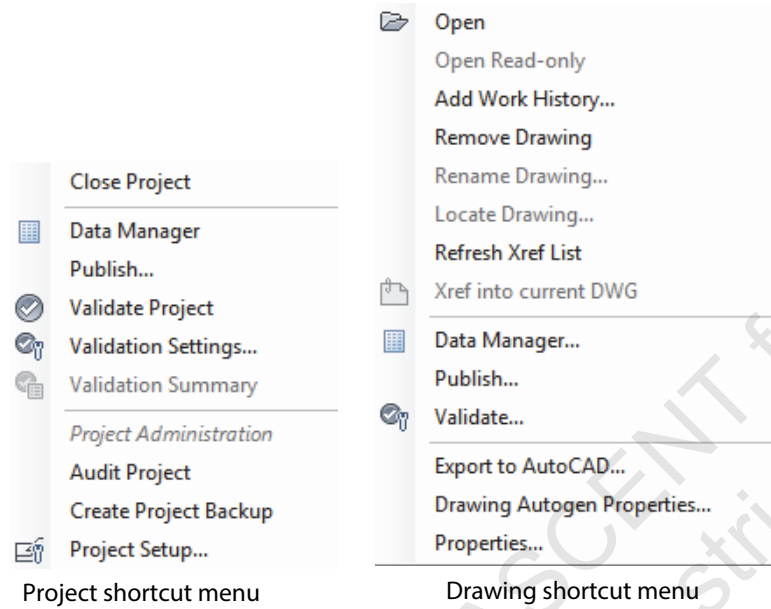 Close Project
Data Manager
Publish...
Validate Project
Validation Settings...
Validation Summary
Project Administration
Audit Project
Create Project Backup
Project Setup...
Project shortcut menu
Open
Open Read-only
Add Work History...
Remove Drawing
Rename Drawing...
Locate Drawing...
Refresh Xref List
Xref into current DWG
Data Manager...
Publish...
Validate...
Export to AutoCAD...
Drawing Autogen Properties...
Properties...
Drawing shortcut menu
ASCENT